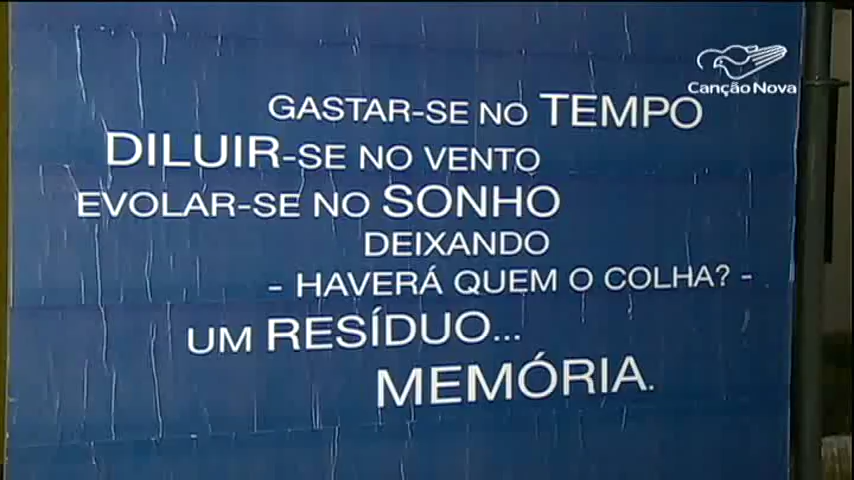 Canção Nova
GASTAR-SE NO TEMPO
DILUIR-SE NO VENTO
EVOLAR-SE NO SONHO
DEIXANDO
- HAVERÁ QUEM O COLHA? -
UM RESÍDUO...
MEMÓRIA.